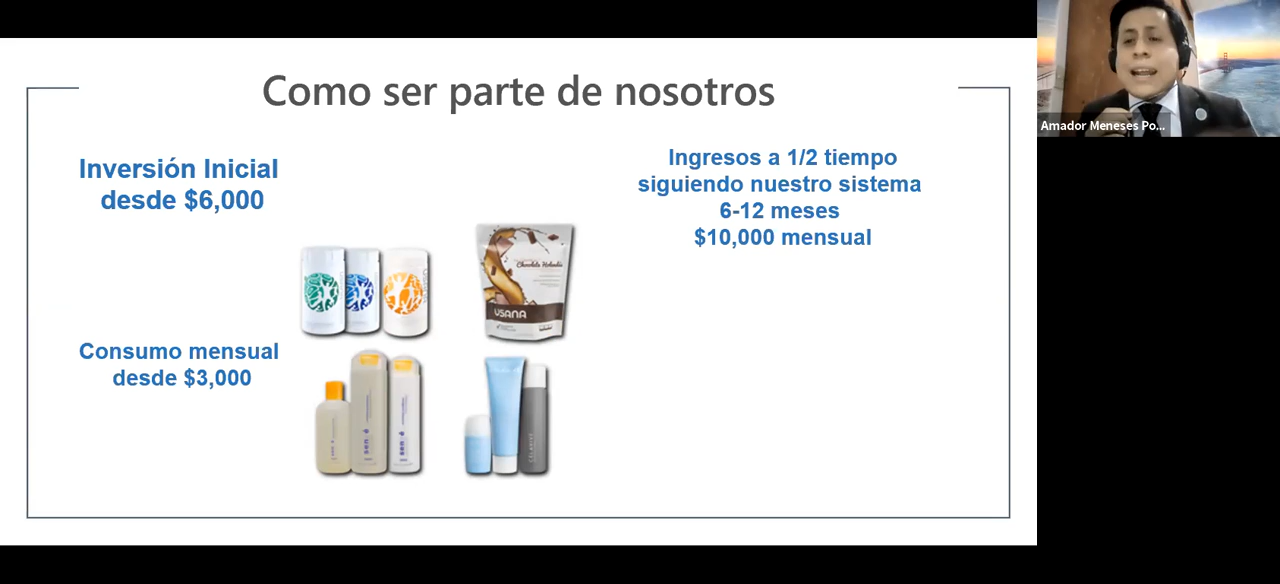 Como ser parte de nosotros
Inversión Inicial
desde $6,000
Ingresos a 1/2 tiempo
siguiendo nuestro sistema
6-12 meses
$10,000 mensual
Consumo mensual
desde $3,000
USANA
Amador Meneses Po...